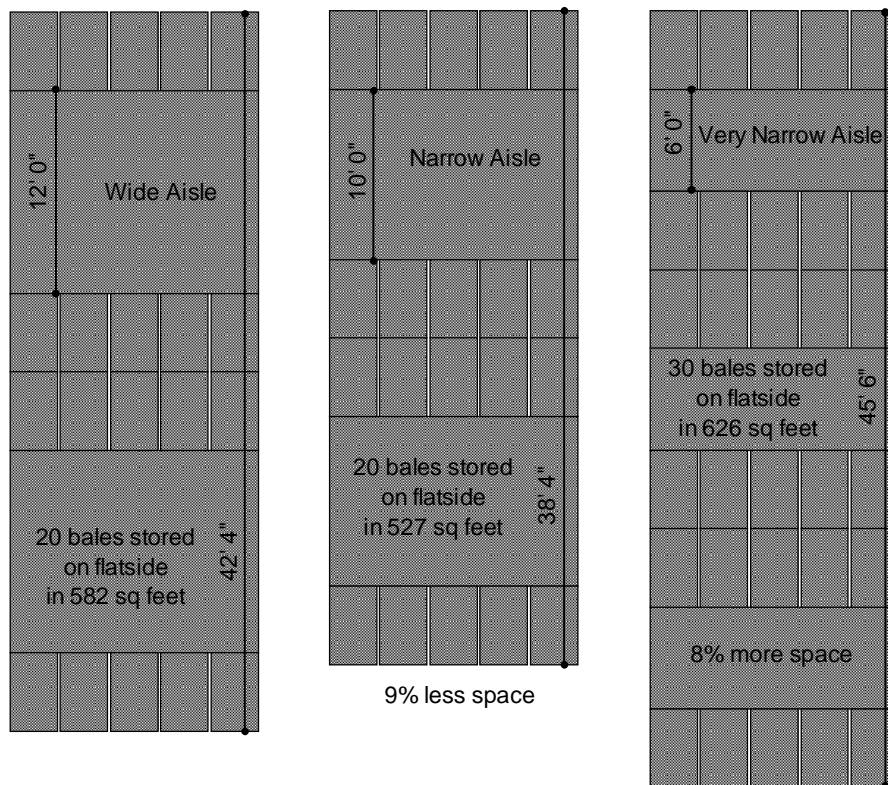 12' 0"
Wide Aisle
20 bales stored
on flatside
in 582 sq feet
42' 4"
10' 0"
Narrow Aisle
20 bales stored
on flatside
in 527 sq feet
38' 4"
9% less space
6' 0"
Very Narrow Aisle
30 bales stored
on flatside
in 626 sq feet
45' 6"
8% more space